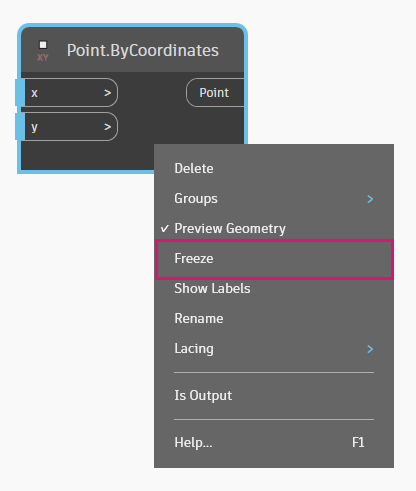 XY
Point.ByCoordinates
x >
Point
y >
Delete
Groups >
✓ Preview Geometry
Freeze
Show Labels
Rename
Lacing >
Is Output
Help... F1